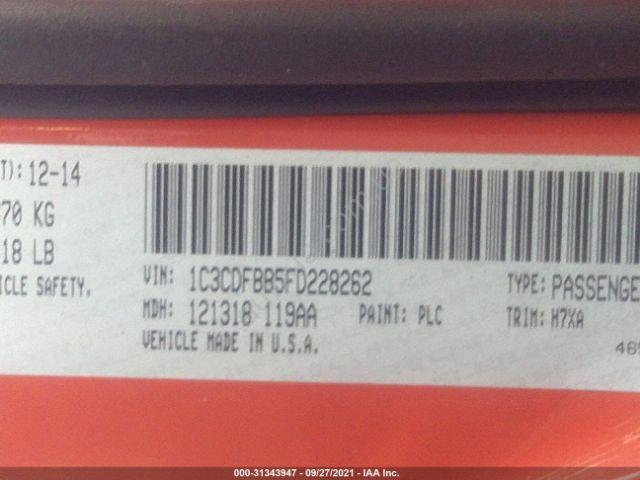 T): 12-14
70 KG
18 LB
ICLE SAFETY,
VIN: 1C3CDFBB5FD228262
TYPE: PASSENGE
MDH: 121318 119AA PAINT: PLC TRIM: H7XA
VEHICLE MADE IN U.S.A.
465
000-31343947 - 09/27/2021 - IAA Inc.